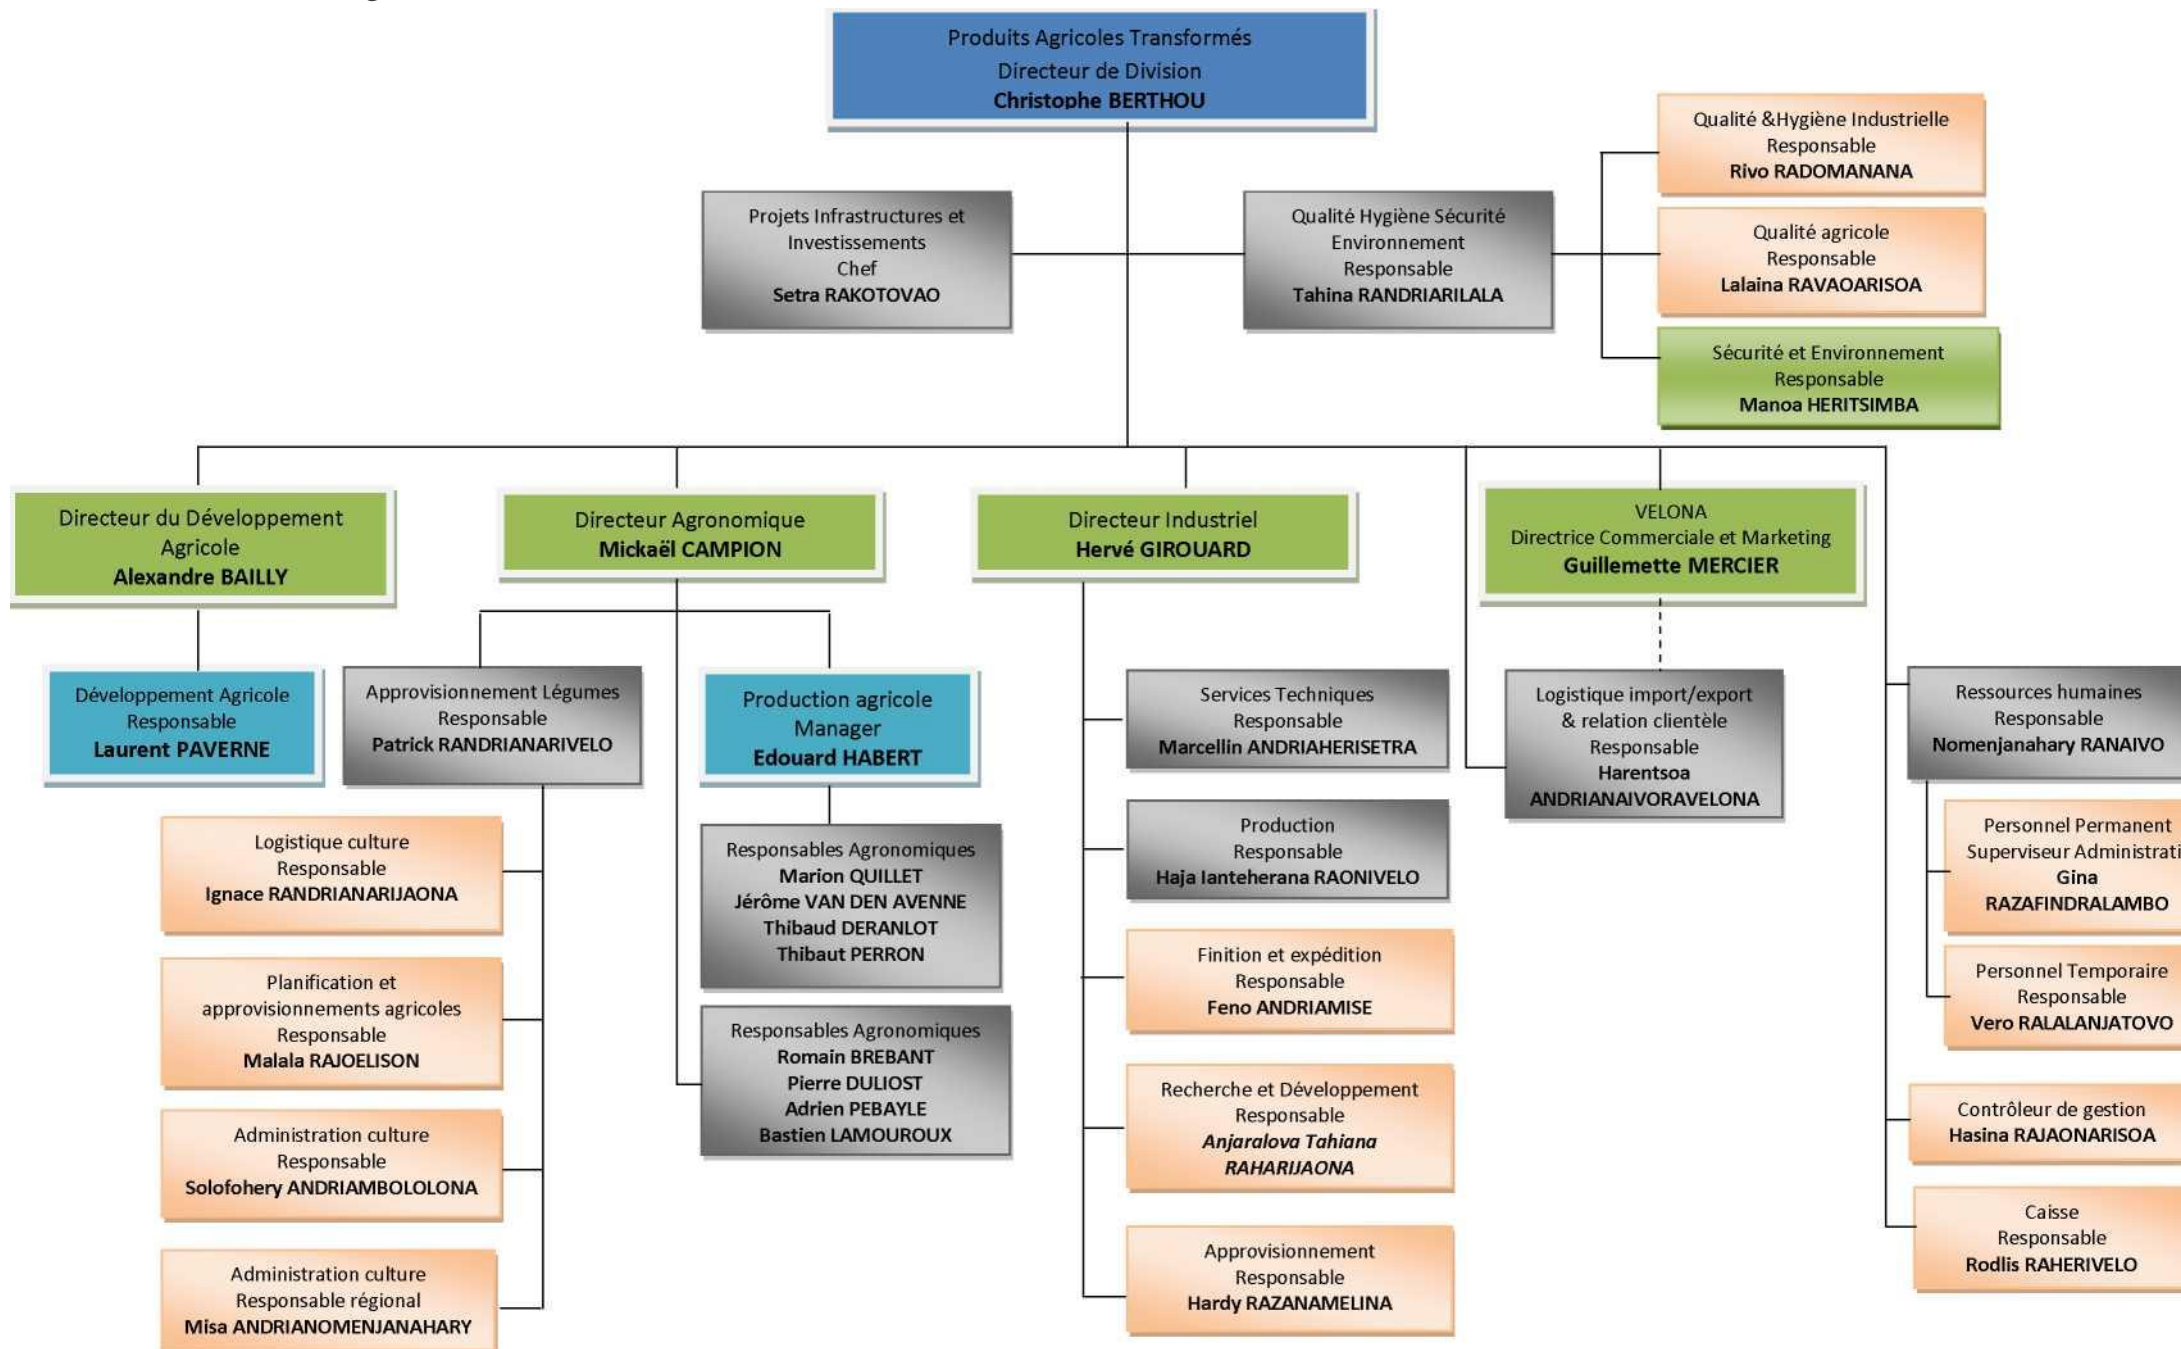 Produits Agricoles Transformés
Directeur de Division
Christophe BERTHOU
Qualité &Hygiène Industrielle
Responsable
Rivo RADOMANANA
Projets Infrastructures et
Investissements
Chef
Setra RAKOTOVAO
Qualité Hygiène Sécurité
Environnement
Responsable
Tahina RANDRIARILALA
Qualité agricole
Responsable
Lalaina RAVAOARISOA
Sécurité et Environnement
Responsable
Manoa HERITSIMBA
Directeur du Développement
Agricole
Alexandre BAILLY
Directeur Agronomique
Mickaël CAMPION
Directeur Industriel
Hervé GIROUARD
VELONA
Directrice Commerciale et Marketing
Guillemette MERCIER
Développement Agricole
Responsable
Laurent PAVERNE
Approvisionnement Légumes
Responsable
Patrick RANDRIANARIVELO
Production agricole
Manager
Edouard HABERT
Services Techniques
Responsable
Marcellin ANDRIAHERISETRA
Logistique import/export
& relation clientèle
Responsable
Harentsoa
ANDRIANAIVORAVELONA
Ressources humaines
Responsable
Nomenjanahary RANAIVO
Logistique culture
Responsable
Ignace RANDRIANARIJAONA
Responsables Agronomiques
Marion QUILLET
Jérôme VAN DEN AVENNE
Thibaud DERANLOT
Thibaut PERRON
Production
Responsable
Haja Ianteherana RAONIVELO
Personnel Permanent
Superviseur Administrati
Gina
RAZAFINDRALAMBO
Planification et
approvisionnements agricoles
Responsable
Malala RAJOELISON
Finition et expédition
Responsable
Feno ANDRIAMISE
Personnel Temporaire
Responsable
Vero RALALANJATOVO
Responsables Agronomiques
Romain BREBANT
Pierre DULIOST
Adrien PEBAYLE
Bastien LAMOUROUX
Recherche et Développement
Responsable
Anjaralova Tahiana
RAHARIJAONA
Contrôleur de gestion
Hasina RAJAONARISOA
Administration culture
Responsable
Solofohery ANDRIAMBOLOLONA
Caisse
Responsable
Rodlis RAHERIVELO
Approvisionnement
Responsable
Hardy RAZANAMELINA
Administration culture
Responsable régional
Misa ANDRIANOMENJANAHARY